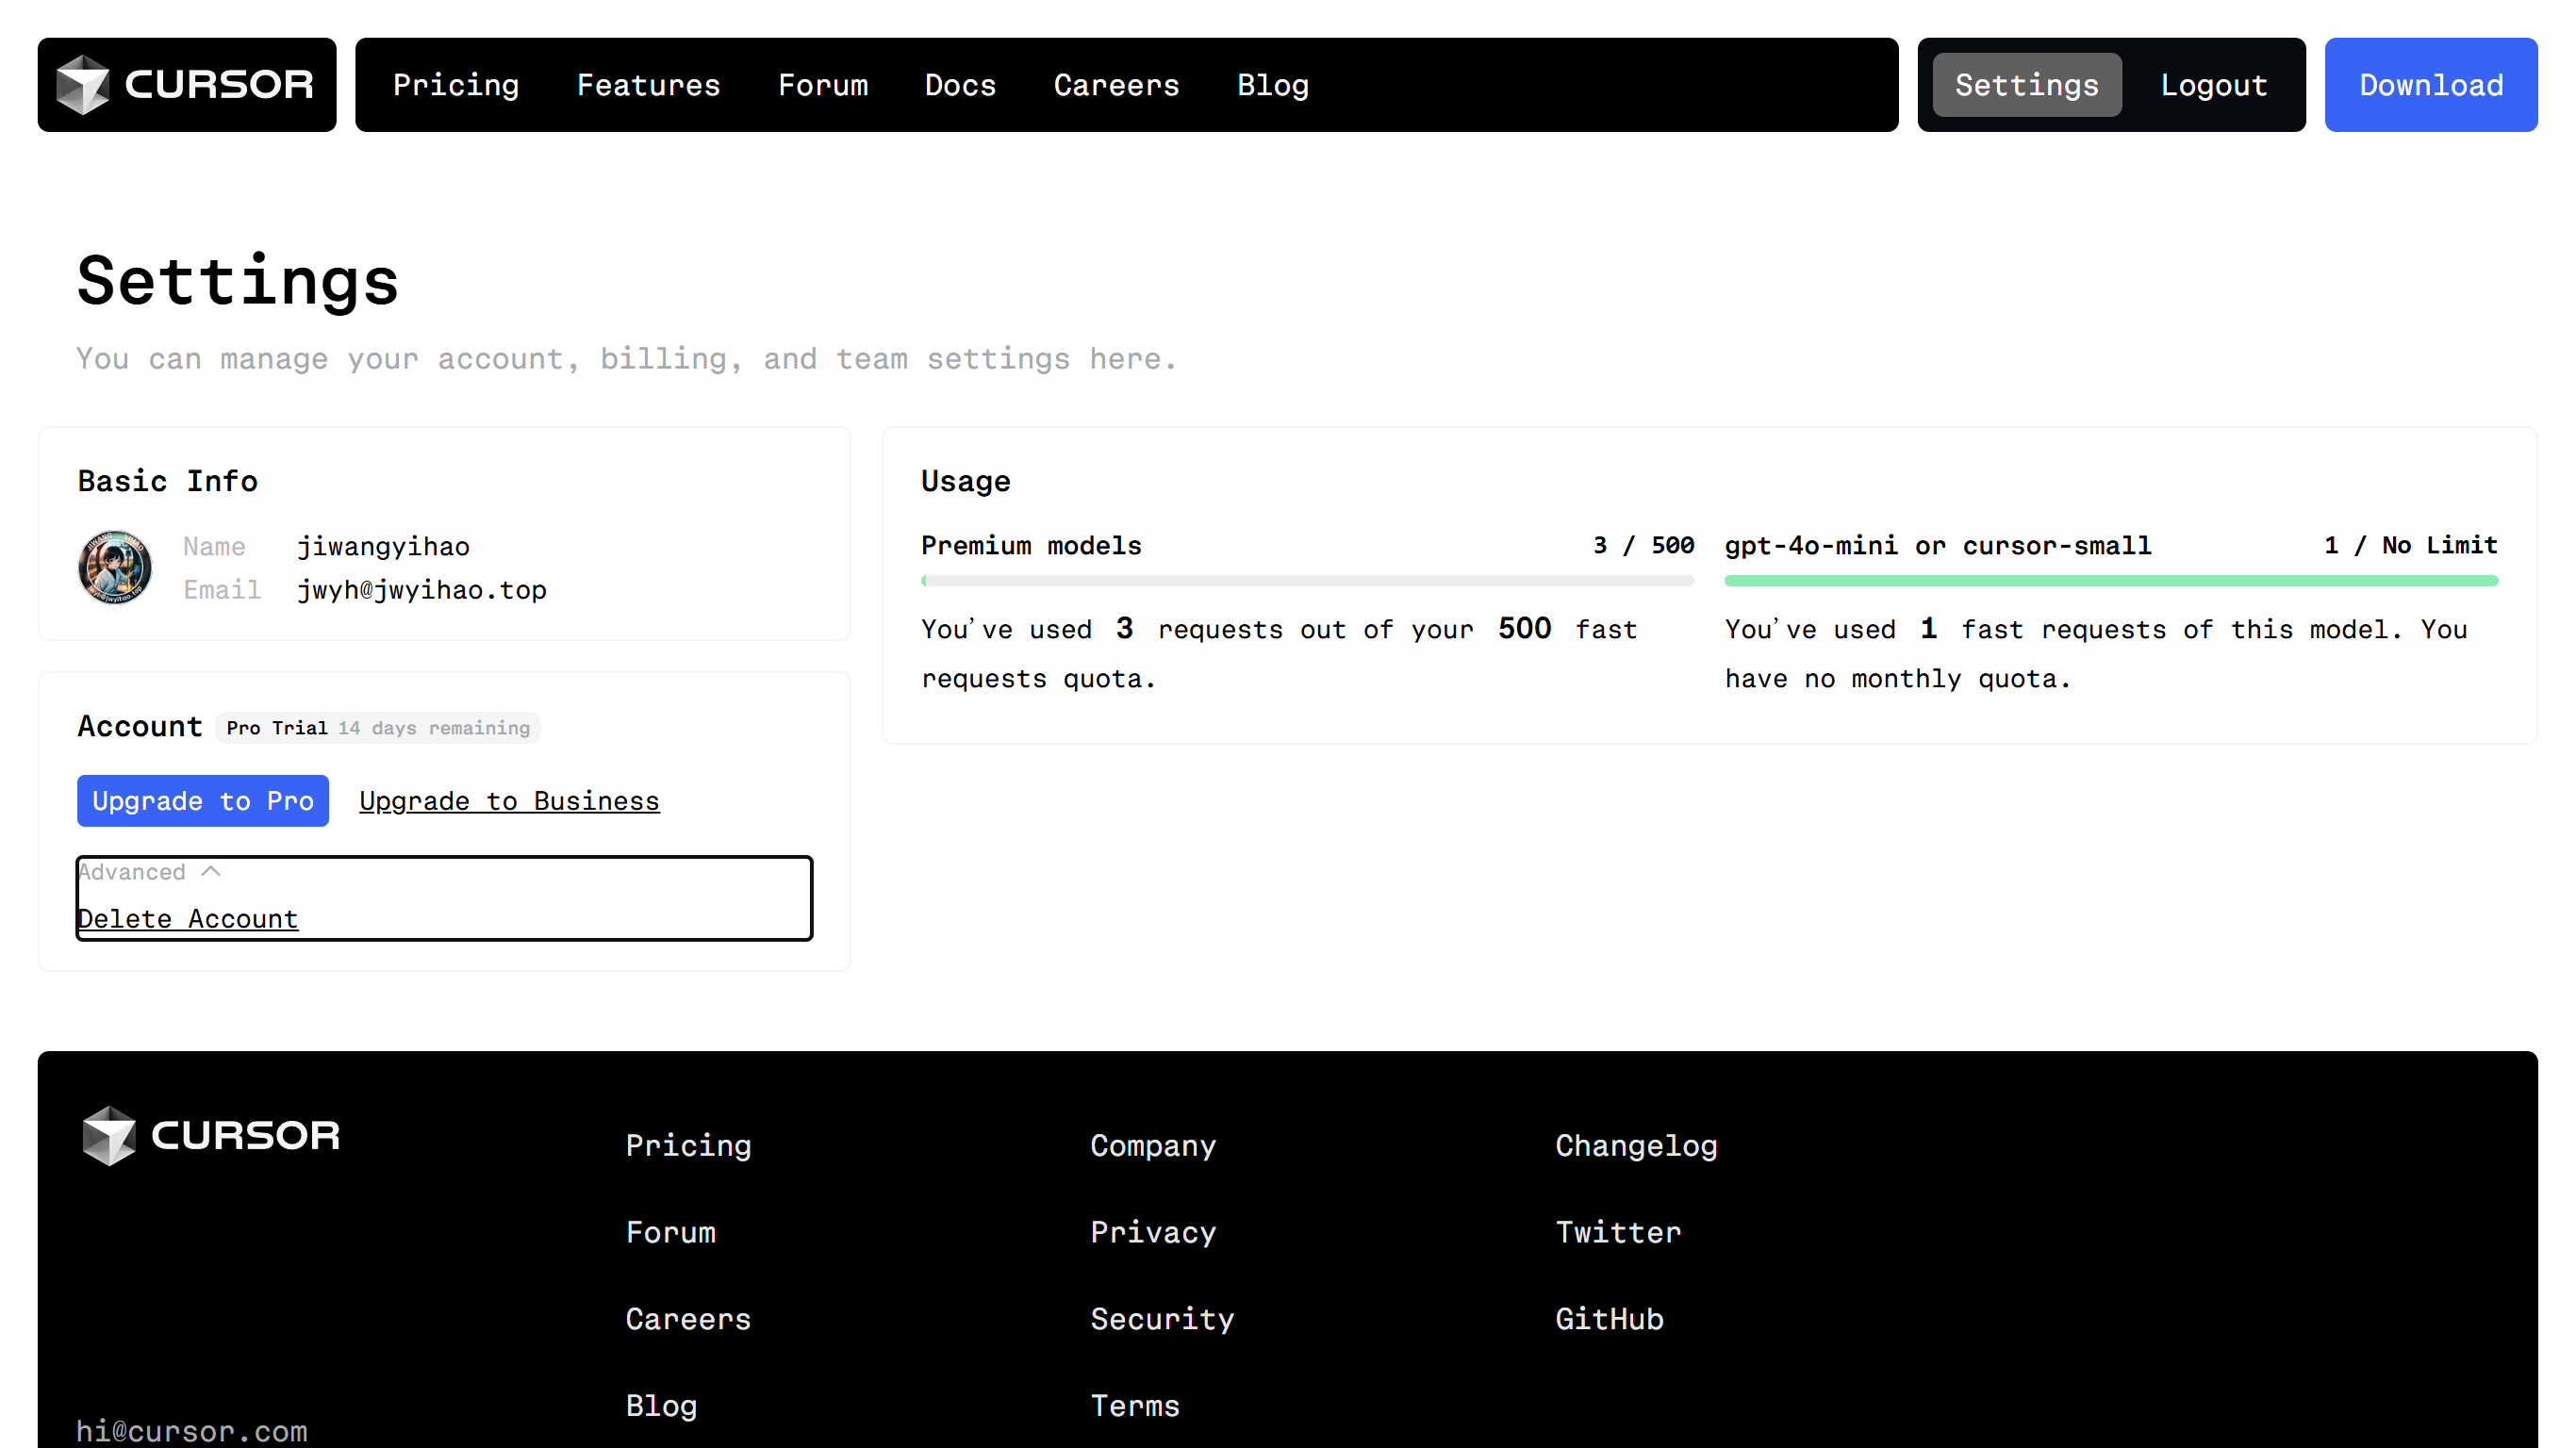 CURSOR
Pricing Features Forum Docs Careers Blog
Settings Logout
Download
Settings
You can manage your account, billing, and team settings here.
Basic Info
Name jiwangyihao
Email jwyh@jwyihao.top
Account Pro Trial 14 days remaining
Upgrade to Pro Upgrade to Business
Advanced
Delete Account
Usage
Premium models 3 / 500
You've used 3 requests out of your 500 fast
requests quota.
gpt-4o-mini or cursor-small 1 / No Limit
You've used 1 fast requests of this model. You
have no monthly quota.
CURSOR
hi@cursor.com
Pricing
Forum
Careers
Blog
Company
Privacy
Security
Terms
Changelog
Twitter
GitHub